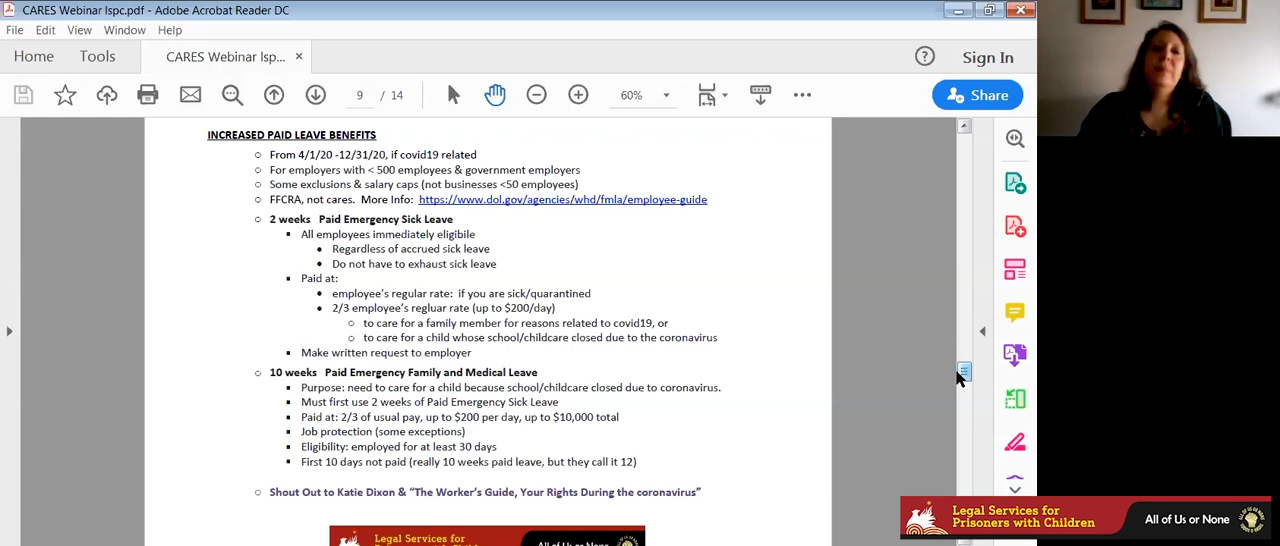 CARES Webinar lspc.pdf - Adobe Acrobat Reader DC
File Edit View Window Help
Home Tools CARES Webinar lspc... × Sign In
9 / 14 60% Share
INCREASED PAID LEAVE BENEFITS
From 4/1/20 -12/31/20, if covid19 related
For employers with < 500 employees & government employers
Some exclusions & salary caps (not businesses <50 employees)
FFCRA, not cares. More Info: https://www.dol.gov/agencies/whd/fmla/employee-guide
2 weeks Paid Emergency Sick Leave
All employees immediately eligibile
Regardless of accrued sick leave
Do not have to exhaust sick leave
Paid at:
employee's regular rate: if you are sick/quarantined
2/3 employee's regluar rate (up to $200/day)
to care for a family member for reasons related to covid19, or
to care for a child whose school/childcare closed due to the coronavirus
Make written request to employer
10 weeks Paid Emergency Family and Medical Leave
Purpose: need to care for a child because school/childcare closed due to coronavirus.
Must first use 2 weeks of Paid Emergency Sick Leave
Paid at: 2/3 of usual pay, up to $200 per day, up to $10,000 total
Job protection (some exceptions)
Eligibility: employed for at least 30 days
First 10 days not paid (really 10 weeks paid leave, but they call it 12)
Shout Out to Katie Dixon & "The Worker's Guide, Your Rights During the coronavirus"
Legal Services for
Prisoners with Children
All of Us or None
Legal Services for
All of Us or None